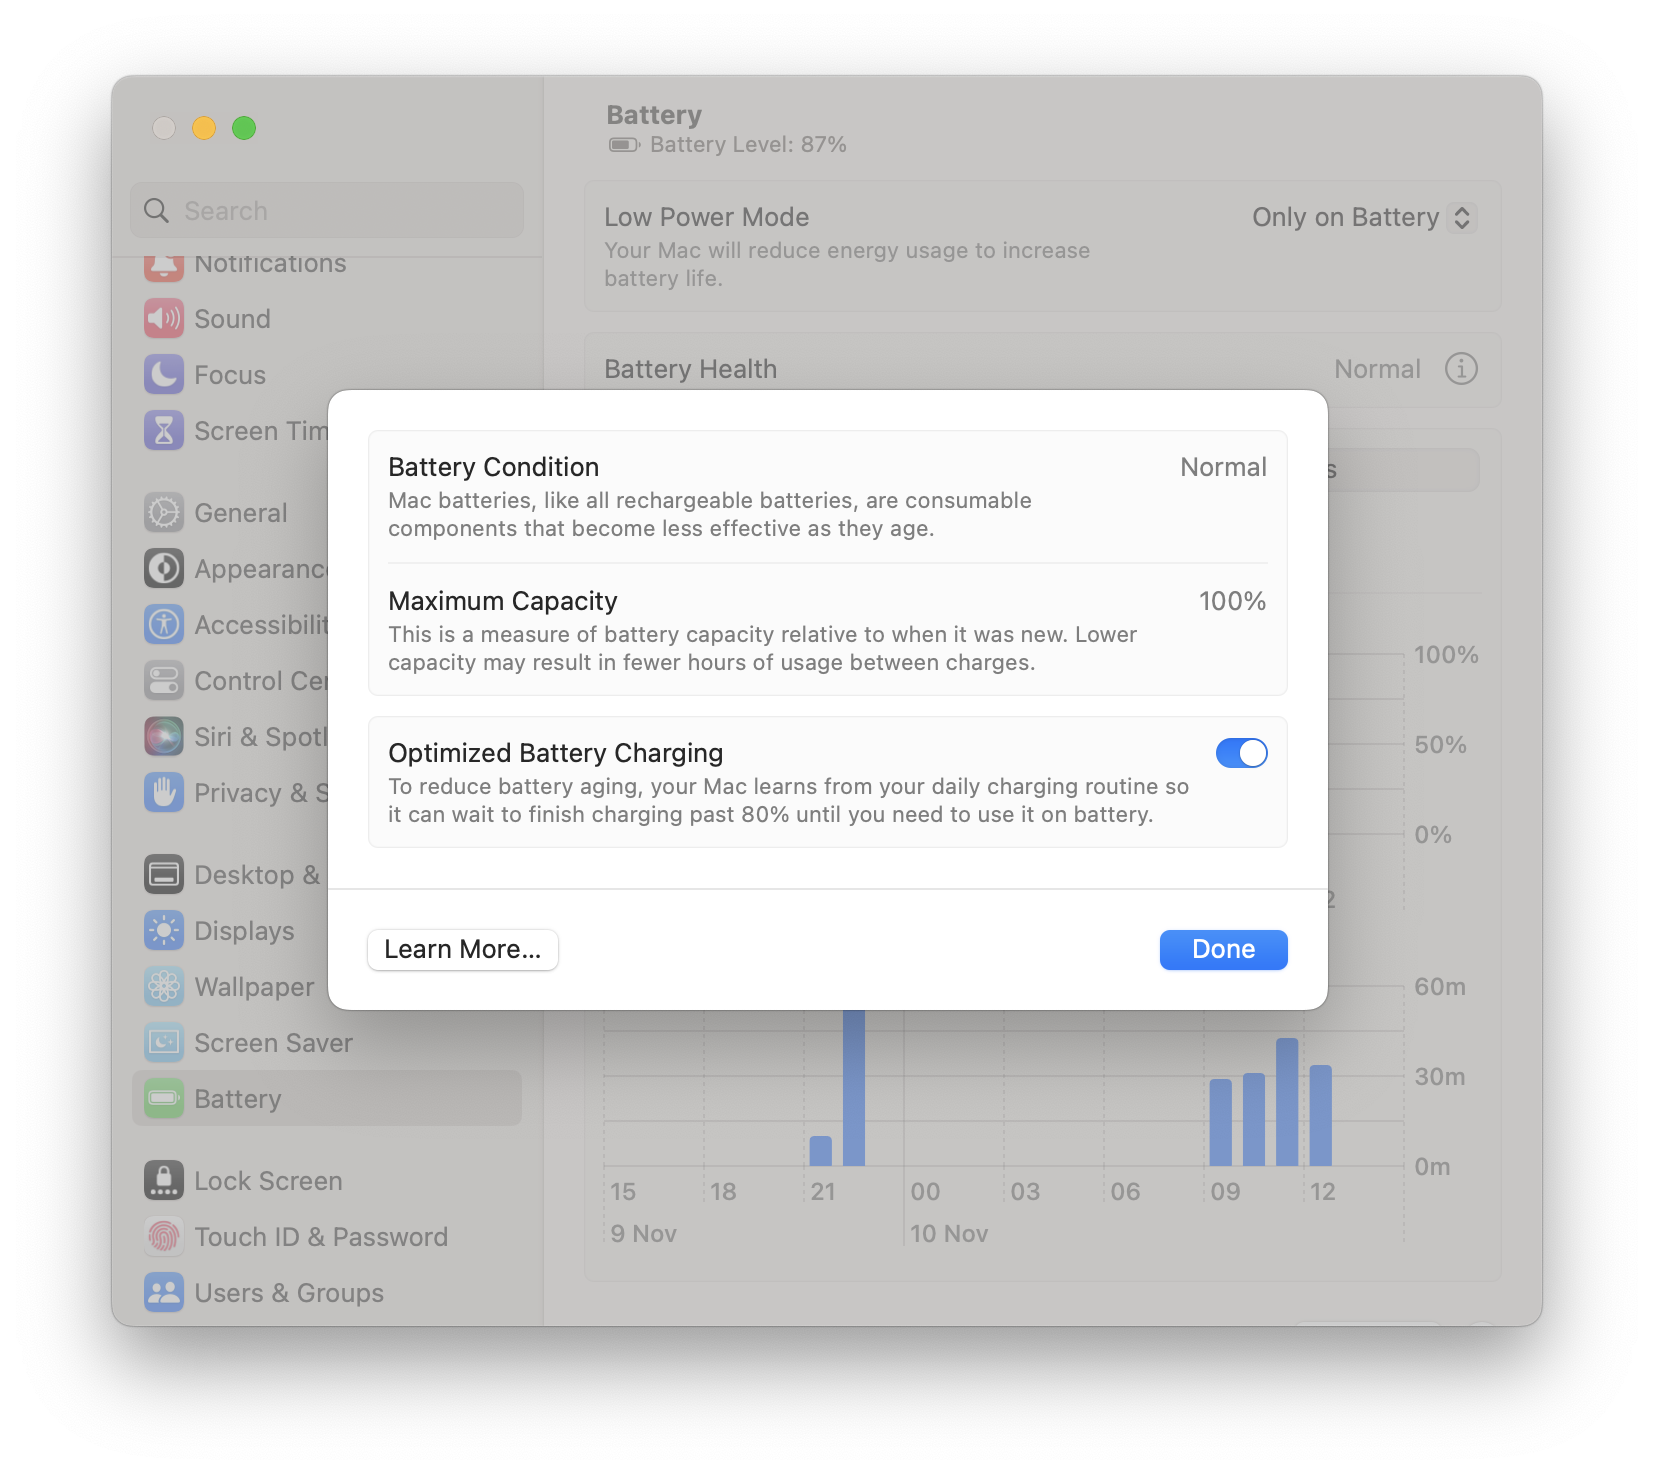 Battery
Battery Level: 87%
Search
Notifications
Sound
Focus
Screen Tim
General
Appearanc
Accessibilit
Control Cer
Siri & Spotl
Privacy & S
Desktop &
Displays
Wallpaper
Screen Saver
Battery
Lock Screen
Touch ID & Password
Users & Groups
Low Power Mode
Only on Battery
Your Mac will reduce energy usage to increase
battery life.
Battery Health
Normal
Battery Condition
Normal
Mac batteries, like all rechargeable batteries, are consumable
components that become less effective as they age.
Maximum Capacity
100%
This is a measure of battery capacity relative to when it was new. Lower
capacity may result in fewer hours of usage between charges.
Optimized Battery Charging
To reduce battery aging, your Mac learns from your daily charging routine so
it can wait to finish charging past 80% until you need to use it on battery.
Learn More...
Done
s
100%
50%
0%
2
60m
30m
0m
15 18 21 00 03 06 09 12
9 Nov 10 Nov